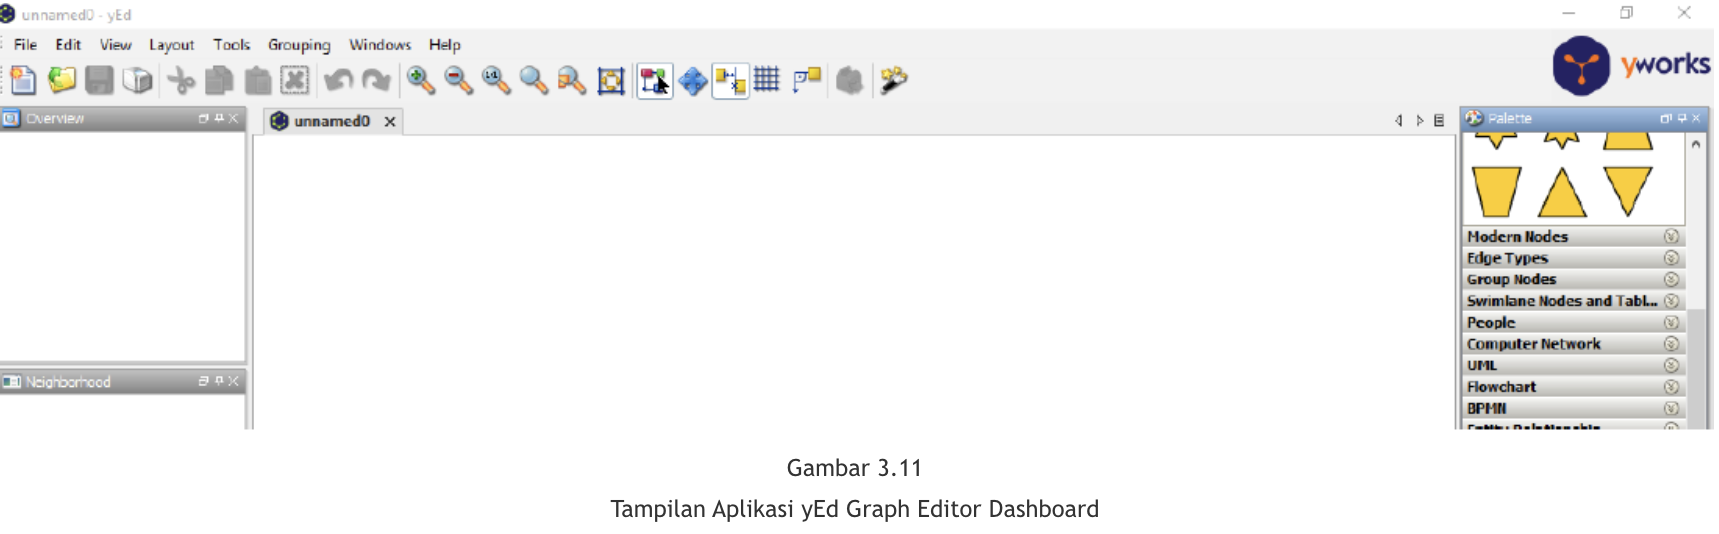 unnamed0 - yEd
File Edit View Layout Tools Grouping Windows Help
yworks
Overview
unnamed0
Palette
Modern Nodes
Edge Types
Group Nodes
Swimlane Nodes and Tabl...
People
Computer Network
UML
Flowchart
BPMN
Neighborhood
Gambar 3.11
Tampilan Aplikasi yEd Graph Editor Dashboard